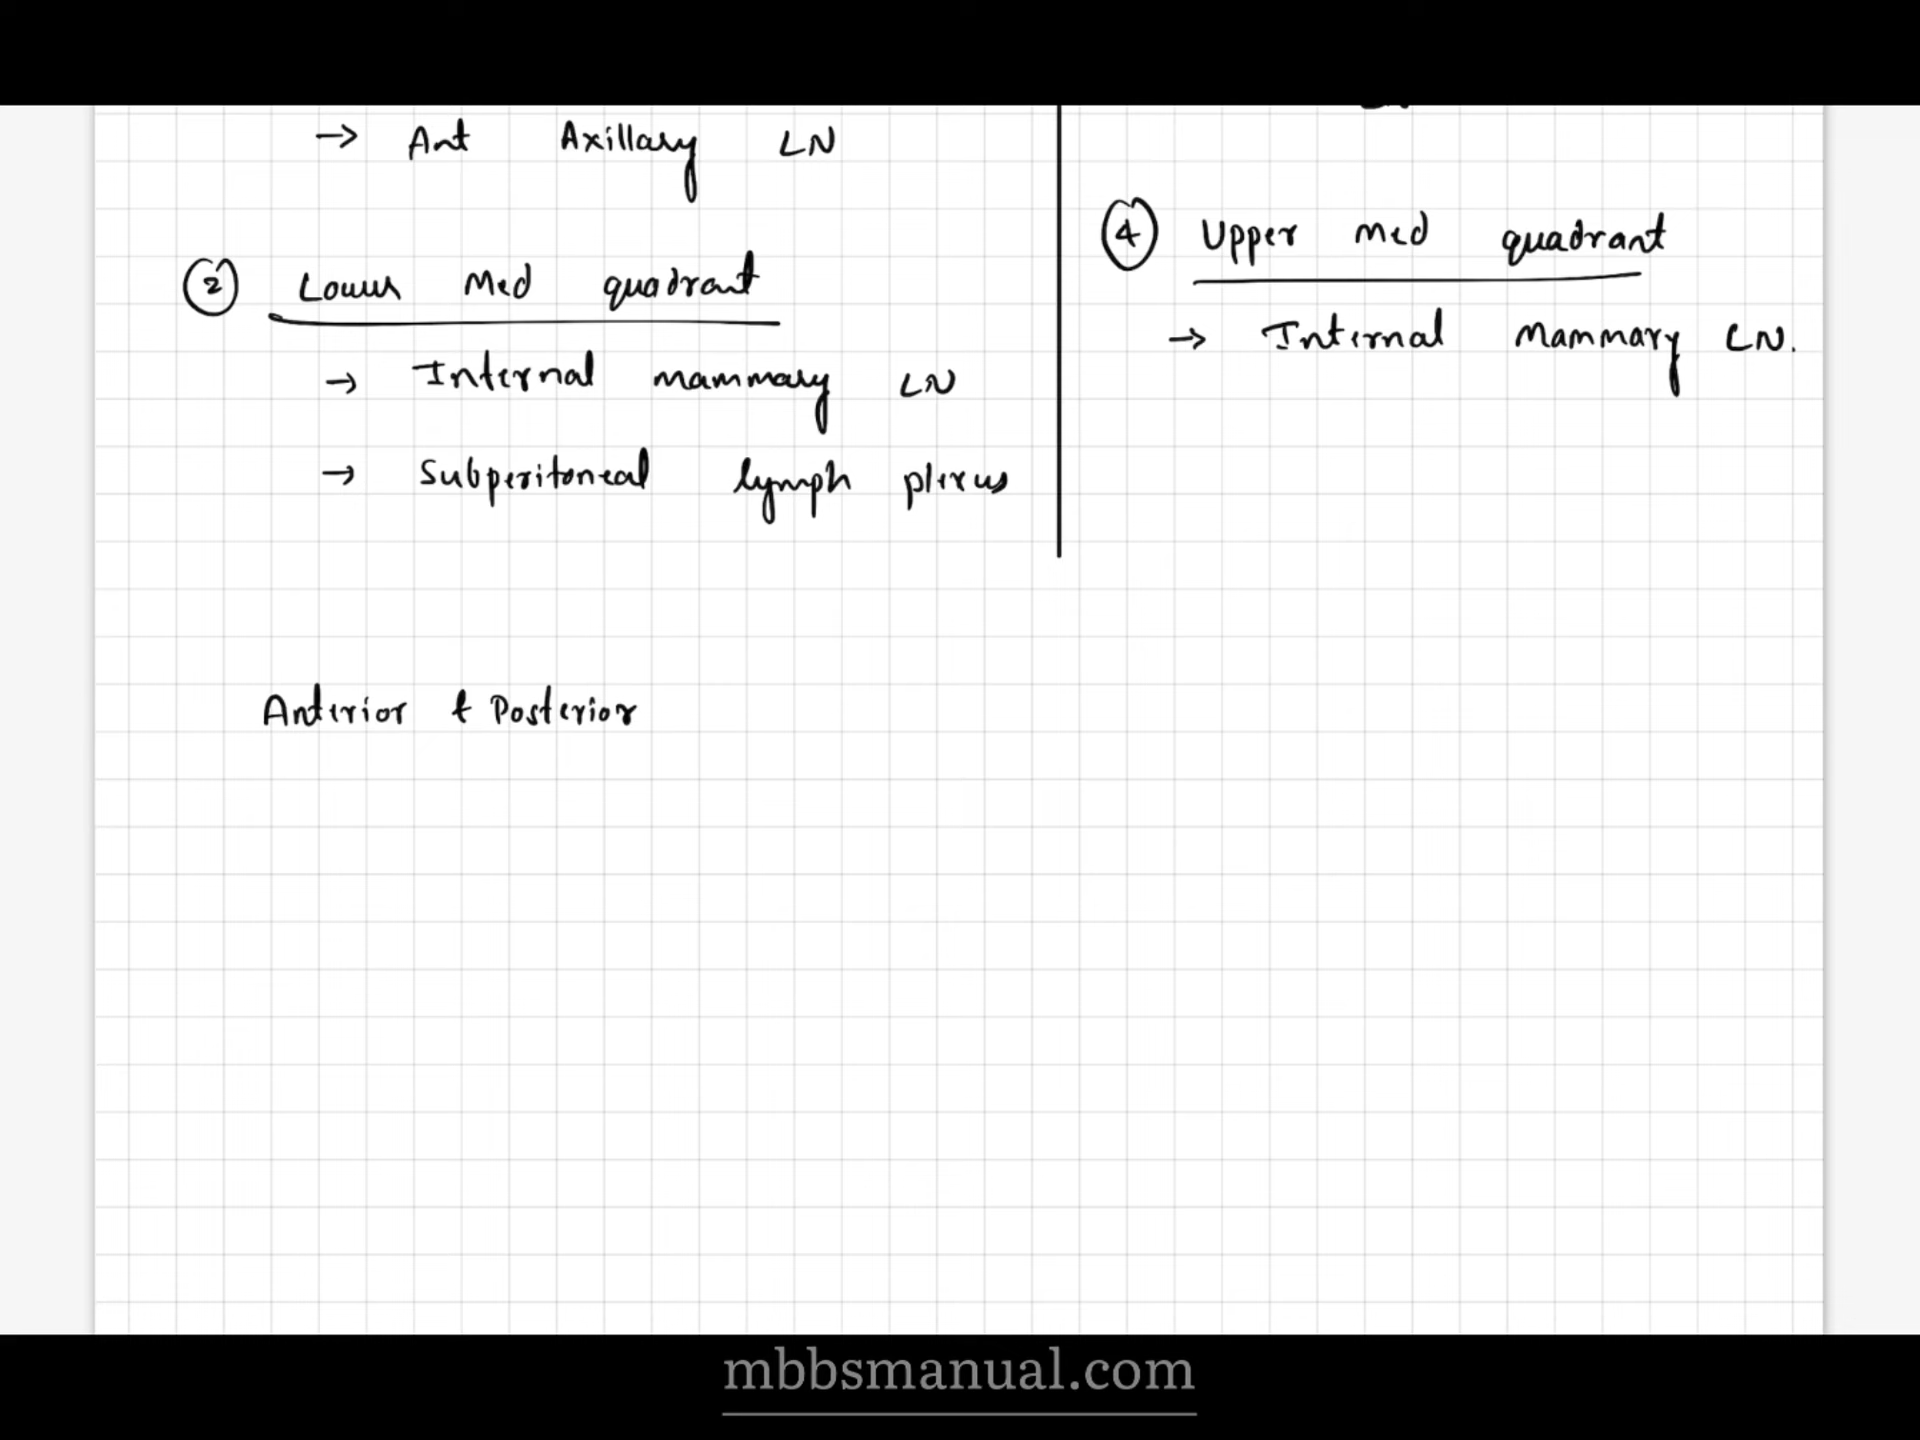 → Ant Axillary LN
② Lower Med quadrant
→ Internal mammary LN
→ Subperitoneal lymph plexus
④ Upper Med quadrant
→ Internal Mammary LN.
Anterior & Posterior
mbbsmanual.com